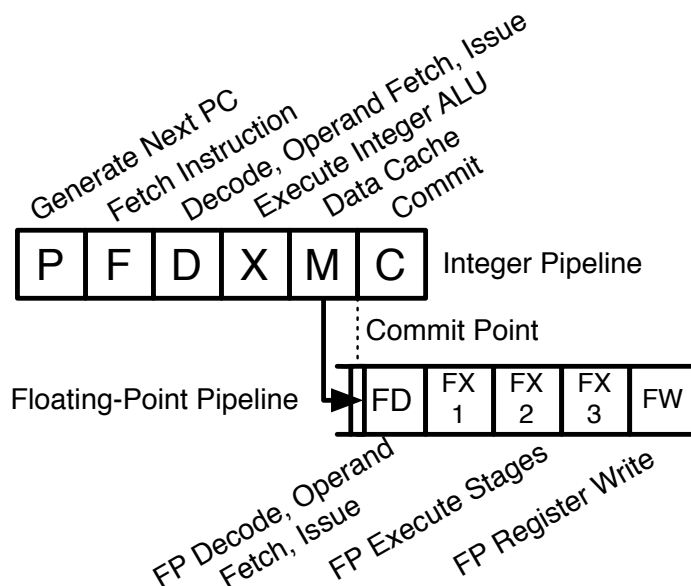 Generate Next PC
Fetch Instruction
Decode, Operand Fetch, Issue
Execute Integer ALU
Data Cache
Commit
P F D X M C
Integer Pipeline
Commit Point
Floating-Point Pipeline
FD
FX
1
FX
2
FX
3
FW
FP Decode, Operand
Fetch, Issue
FP Execute Stages
FP Register Write